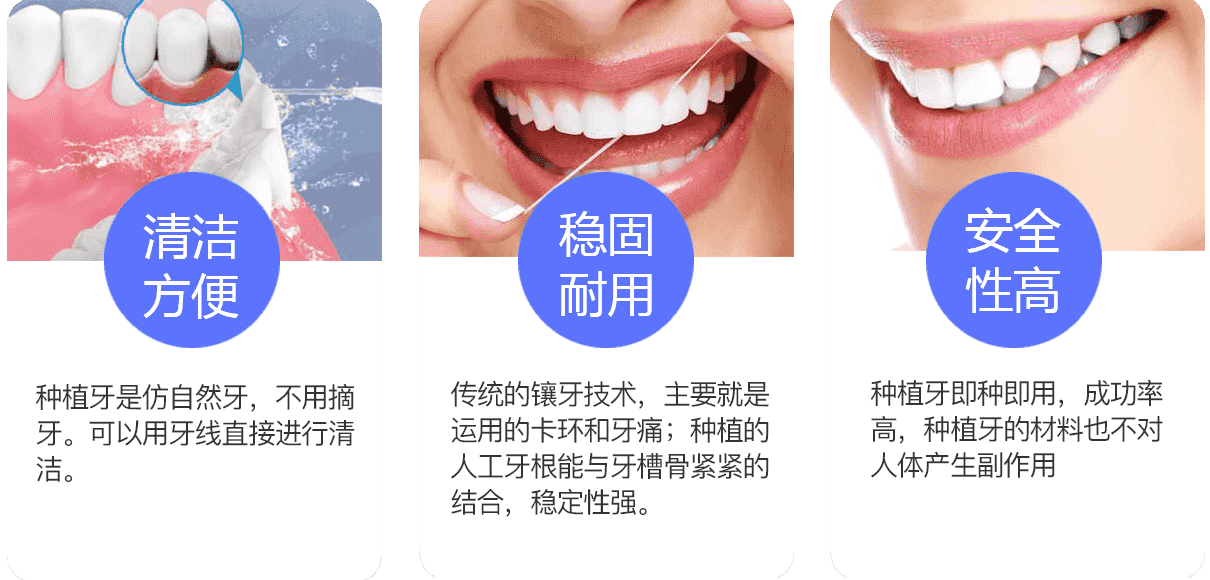 清洁
方便
种植牙是仿自然牙，不用摘
牙。可以用牙线直接进行清
洁。
稳固
耐用
传统的镶牙技术，主要就是
运用的卡环和牙痛；种植的
人工牙根能与牙槽骨紧紧的
结合，稳定性强。
安全
性高
种植牙即种即用，成功率
高，种植牙的材料也不对
人体产生副作用